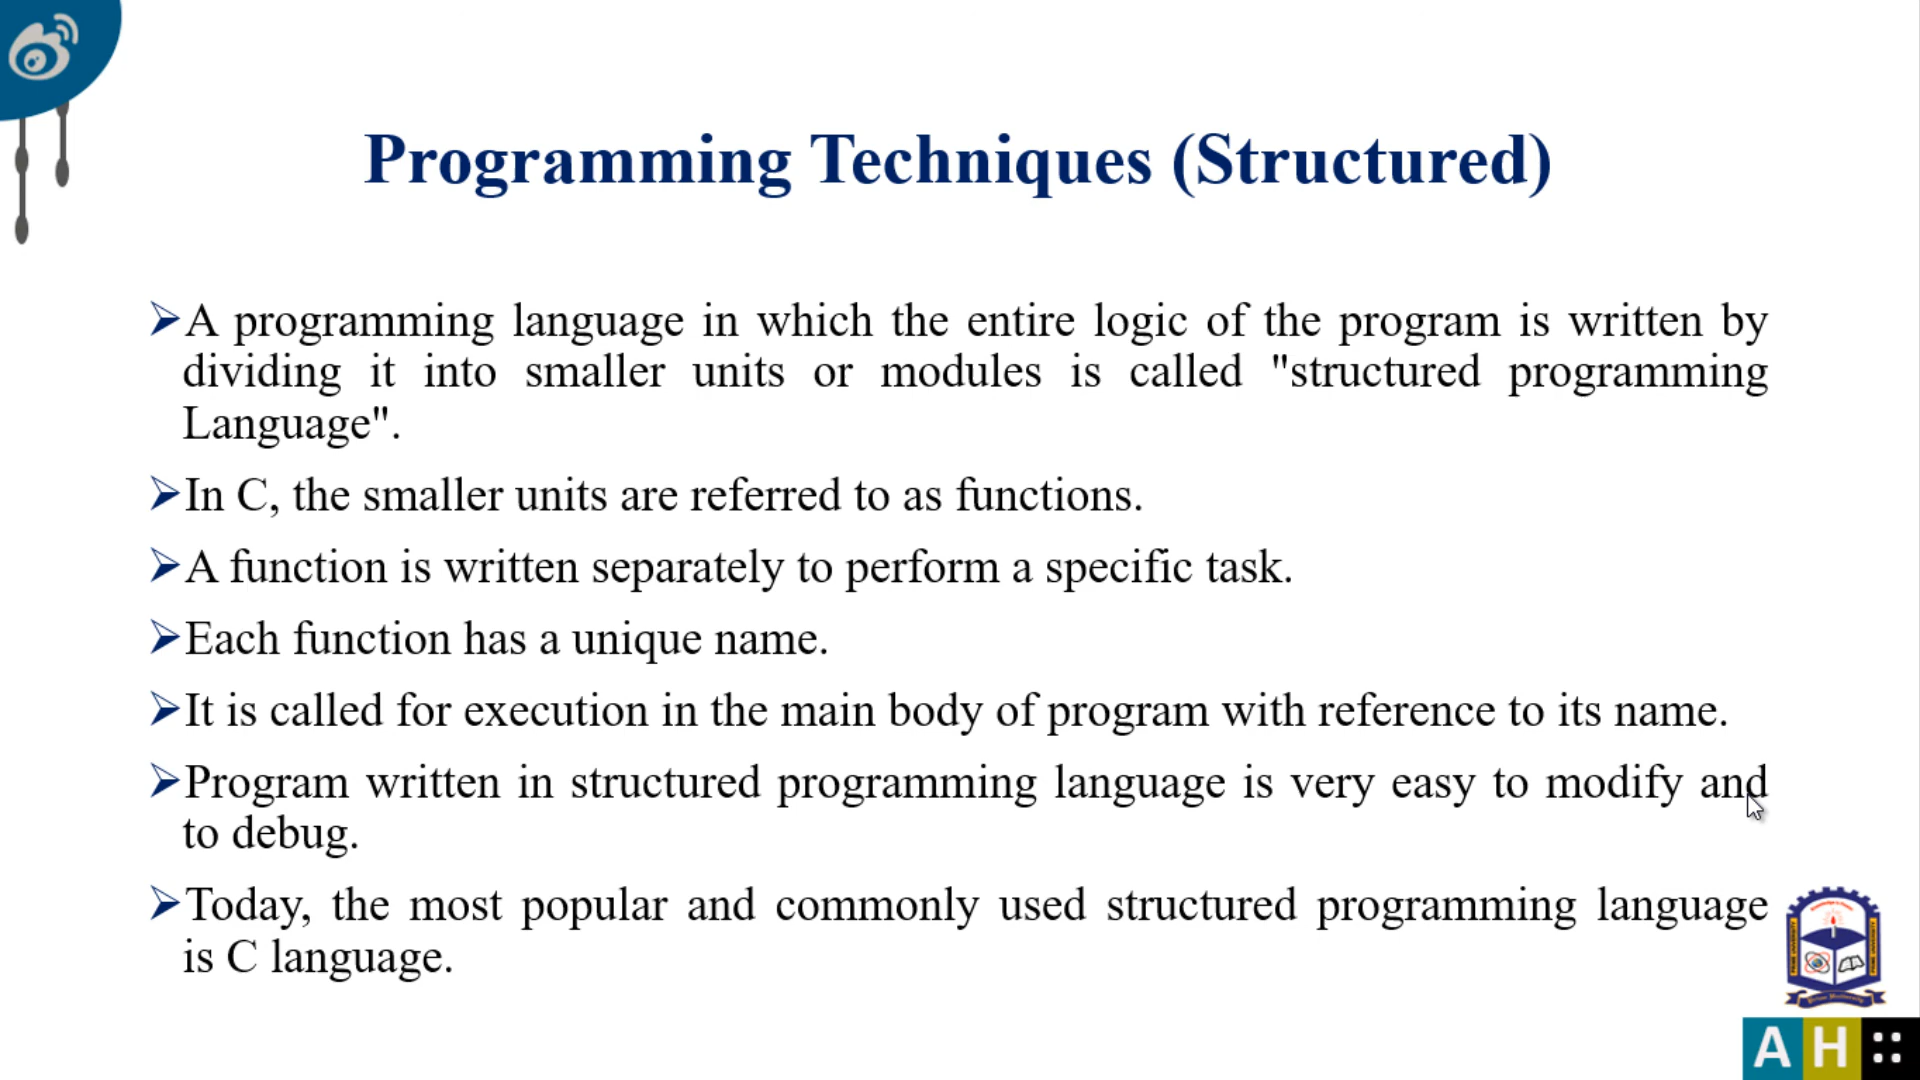 Programming Techniques (Structured)
➢A programming language in which the entire logic of the program is written by
dividing it into smaller units or modules is called "structured programming
Language".
➢In C, the smaller units are referred to as functions.
➢A function is written separately to perform a specific task.
➢Each function has a unique name.
➢It is called for execution in the main body of program with reference to its name.
➢Program written in structured programming language is very easy to modify and
to debug.
➢Today, the most popular and commonly used structured programming language
is C language.
AH